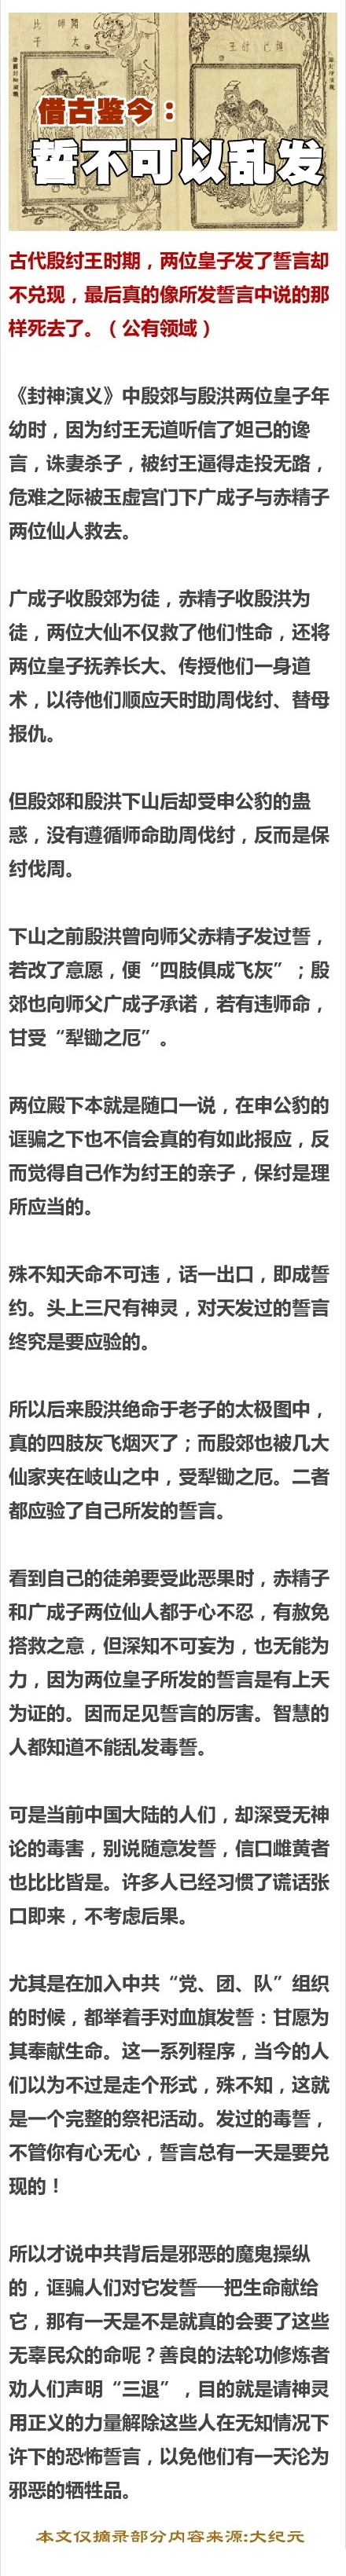 借古鉴今：
誓不可以乱发
古代殷纣王时期，两位皇子发了誓言却
不兑现，最后真的像所发誓言中说的那
样死去了。（公有领域）
《封神演义》中殷郊与殷洪两位皇子年
幼时，因为纣王无道听信了妲己的谗
言，诛妻杀子，被纣王逼得走投无路，
危难之际被玉虚宫门下广成子与赤精子
两位仙人救去。
广成子收殷郊为徒，赤精子收殷洪为
徒，两位大仙不仅救了他们性命，还将
两位皇子抚养长大、传授他们一身道
术，以待他们顺应天时助周伐纣、替母
报仇。
但殷郊和殷洪下山后却受申公豹的蛊
惑，没有遵循师命助周伐纣，反而是保
纣伐周。
下山之前殷洪曾向师父赤精子发过誓，
若改了意愿，便“四肢俱成飞灰”；殷
郊也向师父广成子承诺，若有违师命，
甘受“犁锄之厄”。
两位殿下本就是随口一说，在申公豹的
诓骗之下也不信会真的有如此报应，反
而觉得自己作为纣王的亲子，保纣是理
所应当的。
殊不知天命不可违，话一出口，即成誓
约。头上三尺有神灵，对天发过的誓言
终究是要应验的。
所以后来殷洪绝命于老子的太极图中，
真的四肢灰飞烟灭了；而殷郊也被几大
仙家夹在岐山之中，受犁锄之厄。二者
都应验了自己所发的誓言。
看到自己的徒弟要受此恶果时，赤精子
和广成子两位仙人都于心不忍，有赦免
搭救之意，但深知不可妄为，也无能为
力，因为两位皇子所发的誓言是有上天
为证的。因而足见誓言的厉害。智慧的
人都知道不能乱发毒誓。
可是当前中国大陆的人们，却深受无神
论的毒害，别说随意发誓，信口雌黄者
也比比皆是。许多人已经习惯了谎话张
口即来，不考虑后果。
尤其是在加入中共“党、团、队”组织
的时候，都举着手对血旗发誓：甘愿为
其奉献生命。这一系列程序，当今的人
们以为不过是走个形式，殊不知，这就
是一个完整的祭祀活动。发过的毒誓，
不管你有心无心，誓言总有一天是要兑
现的！
所以才说中共背后是邪恶的魔鬼操纵
的，诓骗人们对它发誓──把生命献给
它，那有一天是不是就真的会要了这些
无辜民众的命呢？善良的法轮功修炼者
劝人们声明“三退”，目的就是请神灵
用正义的力量解除这些人在无知情况下
许下的恐怖誓言，以免他们有一天沦为
邪恶的牺牲品。
本文仅摘录部分内容来源:大纪元